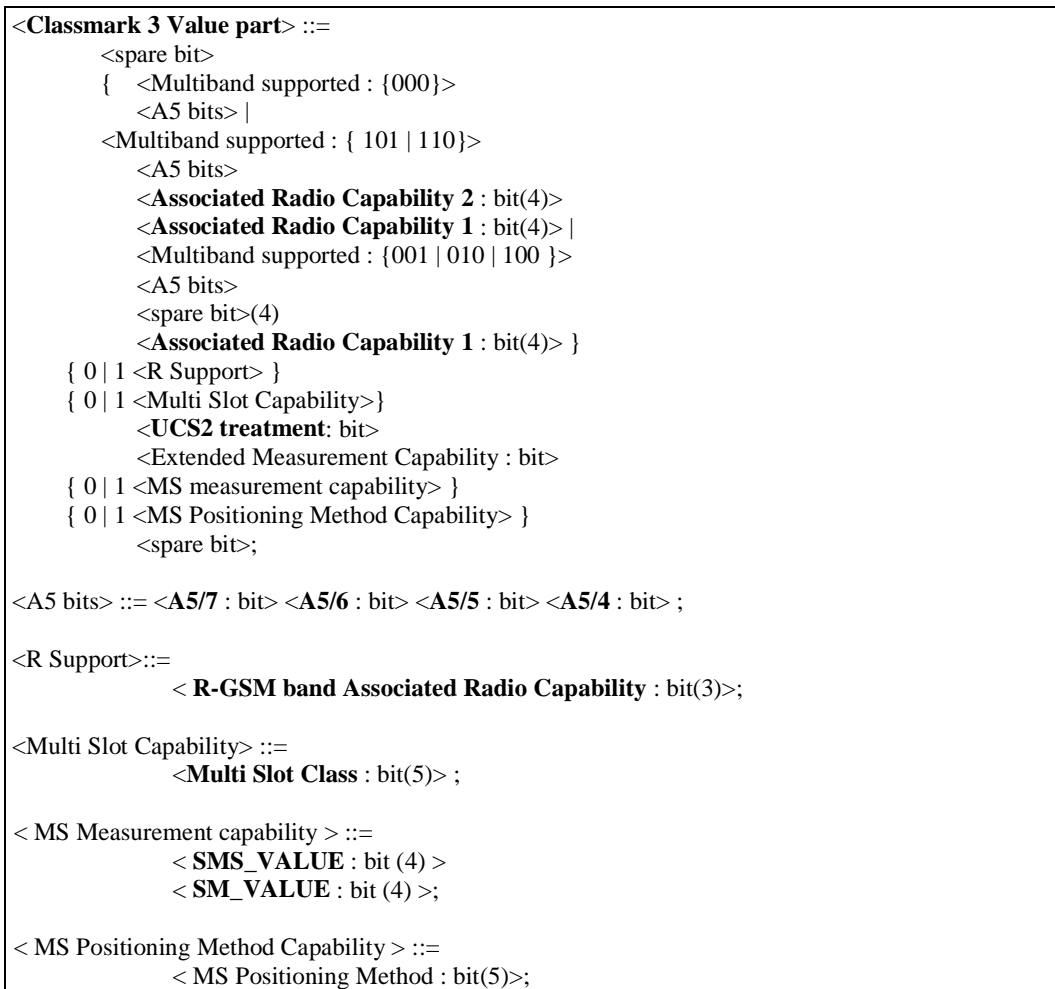 <Classmark 3 Value part> ::=
<spare bit>
{ <Multiband supported : {000}>
<A5 bits> |
<Multiband supported : { 101 | 110}>
<A5 bits>
<Associated Radio Capability 2 : bit(4)>
<Associated Radio Capability 1 : bit(4)> |
<Multiband supported : {001 | 010 | 100 }>
<A5 bits>
<spare bit>(4)
<Associated Radio Capability 1 : bit(4)> }
{ 0 | 1 <R Support> }
{ 0 | 1 <Multi Slot Capability>}
<UCS2 treatment: bit>
<Extended Measurement Capability : bit>
{ 0 | 1 <MS measurement capability> }
{ 0 | 1 <MS Positioning Method Capability> }
<spare bit>;
<A5 bits> ::= <A5/7 : bit> <A5/6 : bit> <A5/5 : bit> <A5/4 : bit> ;
<R Support>::=
< R-GSM band Associated Radio Capability : bit(3)>;
<Multi Slot Capability> ::=
<Multi Slot Class : bit(5)> ;
< MS Measurement capability > ::=
< SMS_VALUE : bit (4) >
< SM_VALUE : bit (4) >;
< MS Positioning Method Capability > ::=
< MS Positioning Method : bit(5)>;